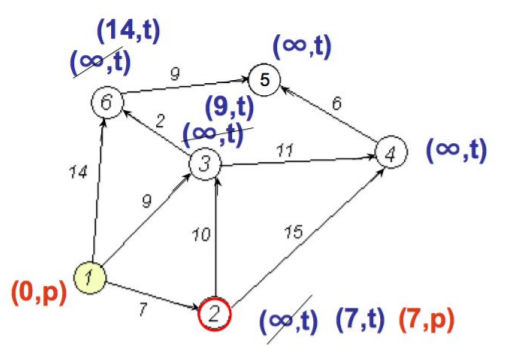 (14,t)
(∞,t)
(∞,t)
9
5
6
(9,t)
6
2
(∞,t)
3
11
4
(∞,t)
14
9
10
15
1
(0,p)
7
2
(∞,t) (7,t) (7,p)